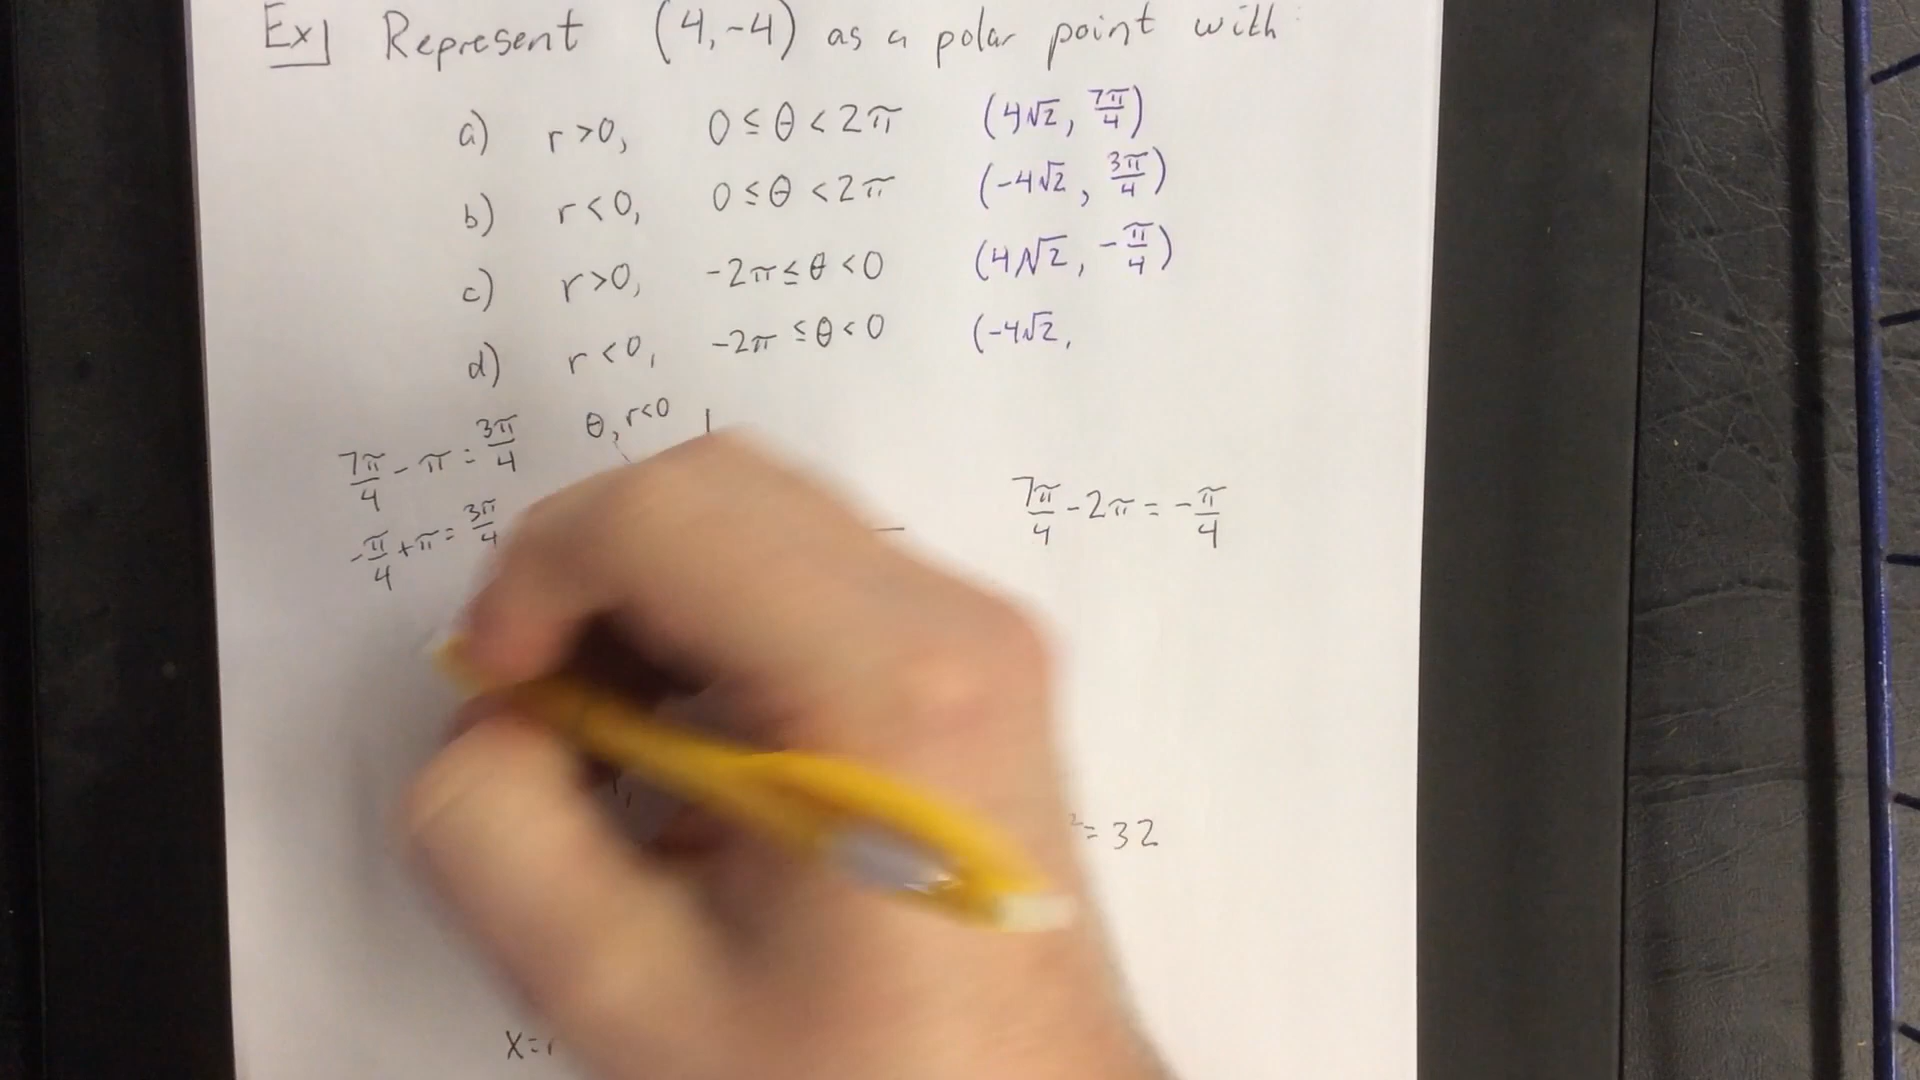 Ex] Represent (4,-4) as a polar point with:
a) r>0, 0≤θ<2π (4√2, 7π/4)
b) r<0, 0≤θ<2π (-4√2, 3π/4)
c) r>0, -2π≤θ<0 (4√2, -π/4)
d) r<0, -2π≤θ<0 (-4√2,
θ, r<0
7π/4 - π = 3π/4
7π/4 - 2π = -π/4
-π/4 + π = 3π/4
²= 32
x=r